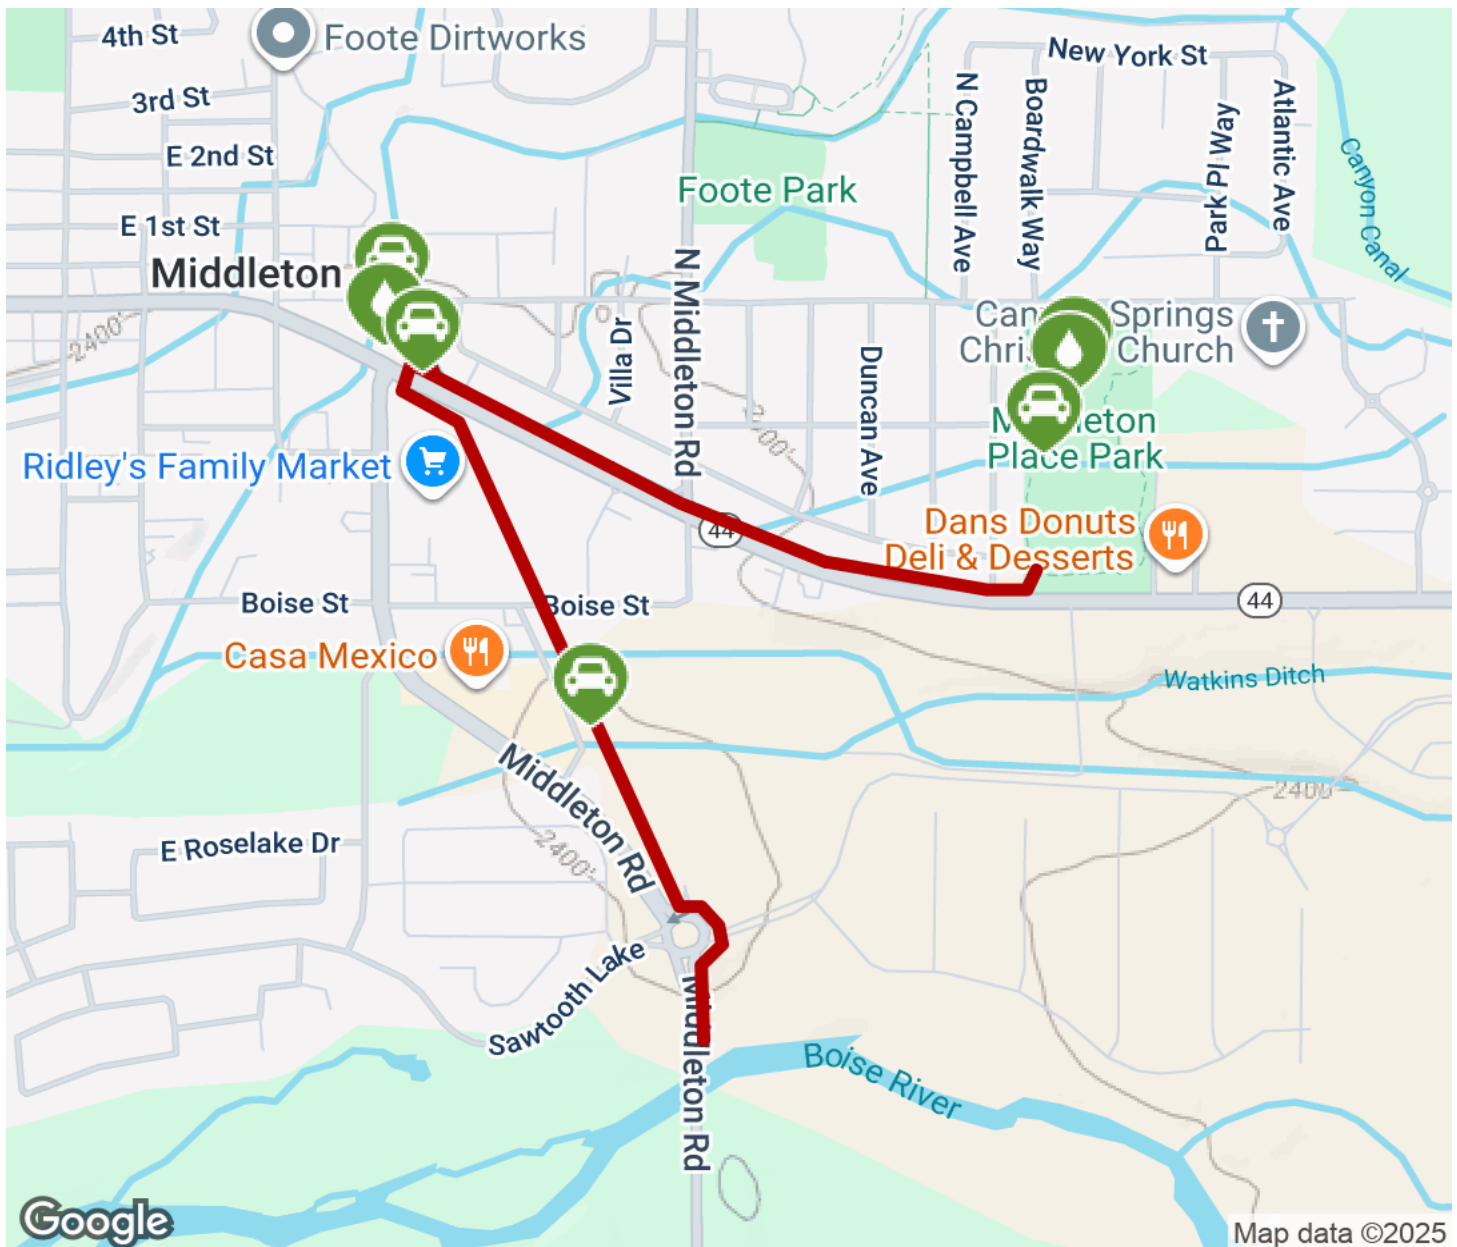 4th St
Foote Dirtworks
New York St
3rd St
N Campbell Ave
Boardwalk Way
Park Pl Way
Atlantic Ave
E 2nd St
Canyon Canal
Foote Park
E 1st St
Middleton
N Middleton Rd
Springs
Church
2400'
Villa Dr
Duncan Ave
Place Park
Ridley's Family Market
44
Dans Donuts
Deli & Desserts
44
Boise St
Boise St
Casa Mexico
Watkins Ditch
Middleton Rd
2400
E Roselake Dr
2400'
Sawtooth Lake
Middleton Rd
Boise River
Google
Map data ©2025